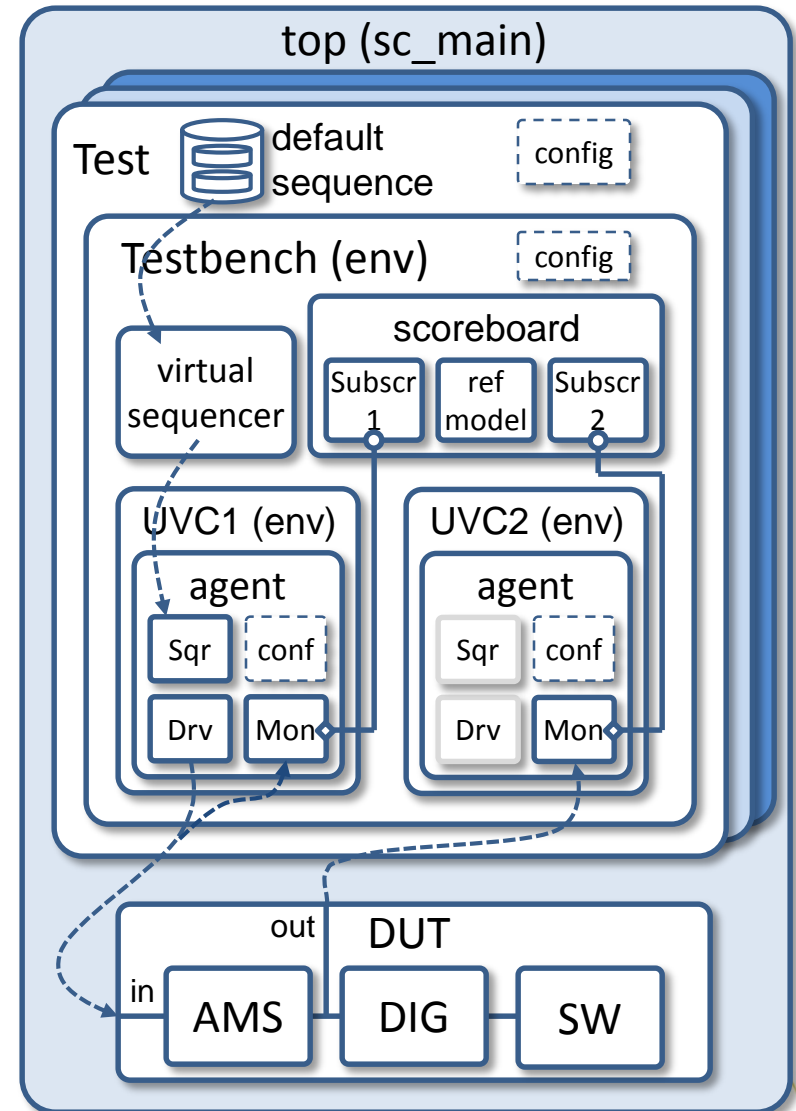 top (sc_main)
Test
default
sequence
config
Testbench (env)
config
virtual
sequencer
scoreboard
Subscr
1
ref
model
Subscr
2
UVC1 (env)
agent
Sqr
conf
Drv
Mon
UVC2 (env)
agent
Sqr
conf
Drv
Mon
out
DUT
in
AMS
DIG
SW